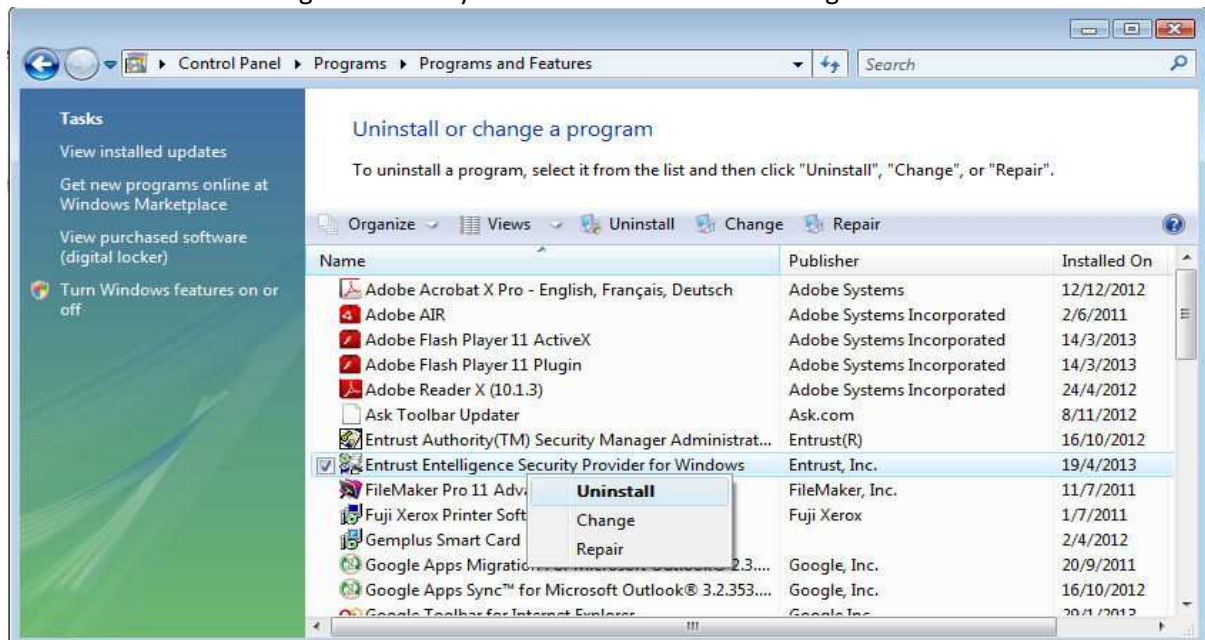 Control Panel ▸ Programs ▸ Programs and Features
Search
Tasks
View installed updates
Get new programs online at
Windows Marketplace
View purchased software
(digital locker)
Turn Windows features on or
off
Uninstall or change a program
To uninstall a program, select it from the list and then click "Uninstall", "Change", or "Repair".
Organize Views Uninstall Change Repair
Name Publisher Installed On
Adobe Acrobat X Pro - English, Français, Deutsch Adobe Systems 12/12/2012
Adobe AIR Adobe Systems Incorporated 2/6/2011
Adobe Flash Player 11 ActiveX Adobe Systems Incorporated 14/3/2013
Adobe Flash Player 11 Plugin Adobe Systems Incorporated 14/3/2013
Adobe Reader X (10.1.3) Adobe Systems Incorporated 24/4/2012
Ask Toolbar Updater Ask.com 8/11/2012
Entrust Authority(TM) Security Manager Administrat... Entrust(R) 16/10/2012
Entrust Entelligence Security Provider for Windows Entrust, Inc. 19/4/2013
FileMaker Pro 11 FileMaker, Inc. 11/7/2011
Fuji Xerox Printer Soft Fuji Xerox 1/7/2011
Gemplus Smart Card 2/4/2012
Uninstall
Change
Repair
Google Apps 2.3.... Google, Inc. 20/9/2011
Google Apps Sync™ for Microsoft Outlook® 3.2.353.... Google, Inc. 16/10/2012
Google Toolbar for Internet Explorer Google Inc.